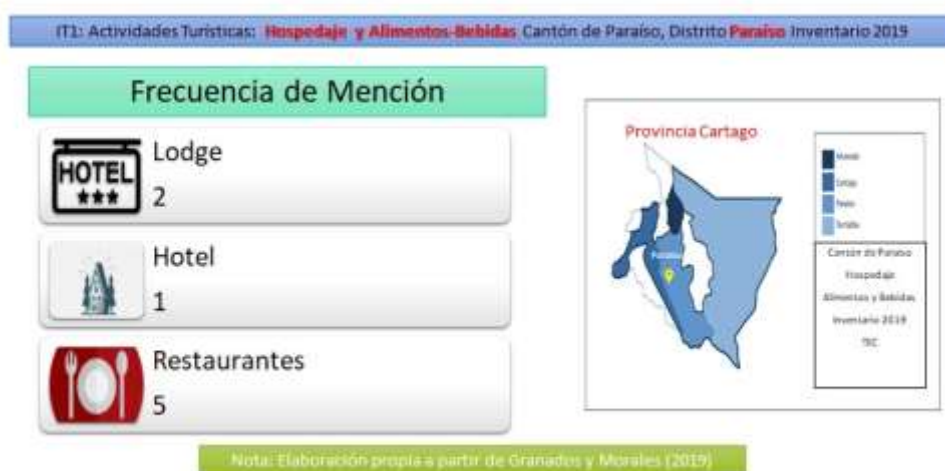 IT1: Actividades Turísticas: Hospedaje y Alimentos-Bebidas Cantón de Paraíso, Distrito Paraíso Inventario 2019
Frecuencia de Mención
HOTEL
Lodge
2
Hotel
1
Restaurantes
5
Provincia Cartago
Paraíso
Cantón de Paraíso
Hospedaje
Alimentos y Bebidas
Inventario 2019
Nota: Elaboración propia a partir de Granados y Morales (2019)